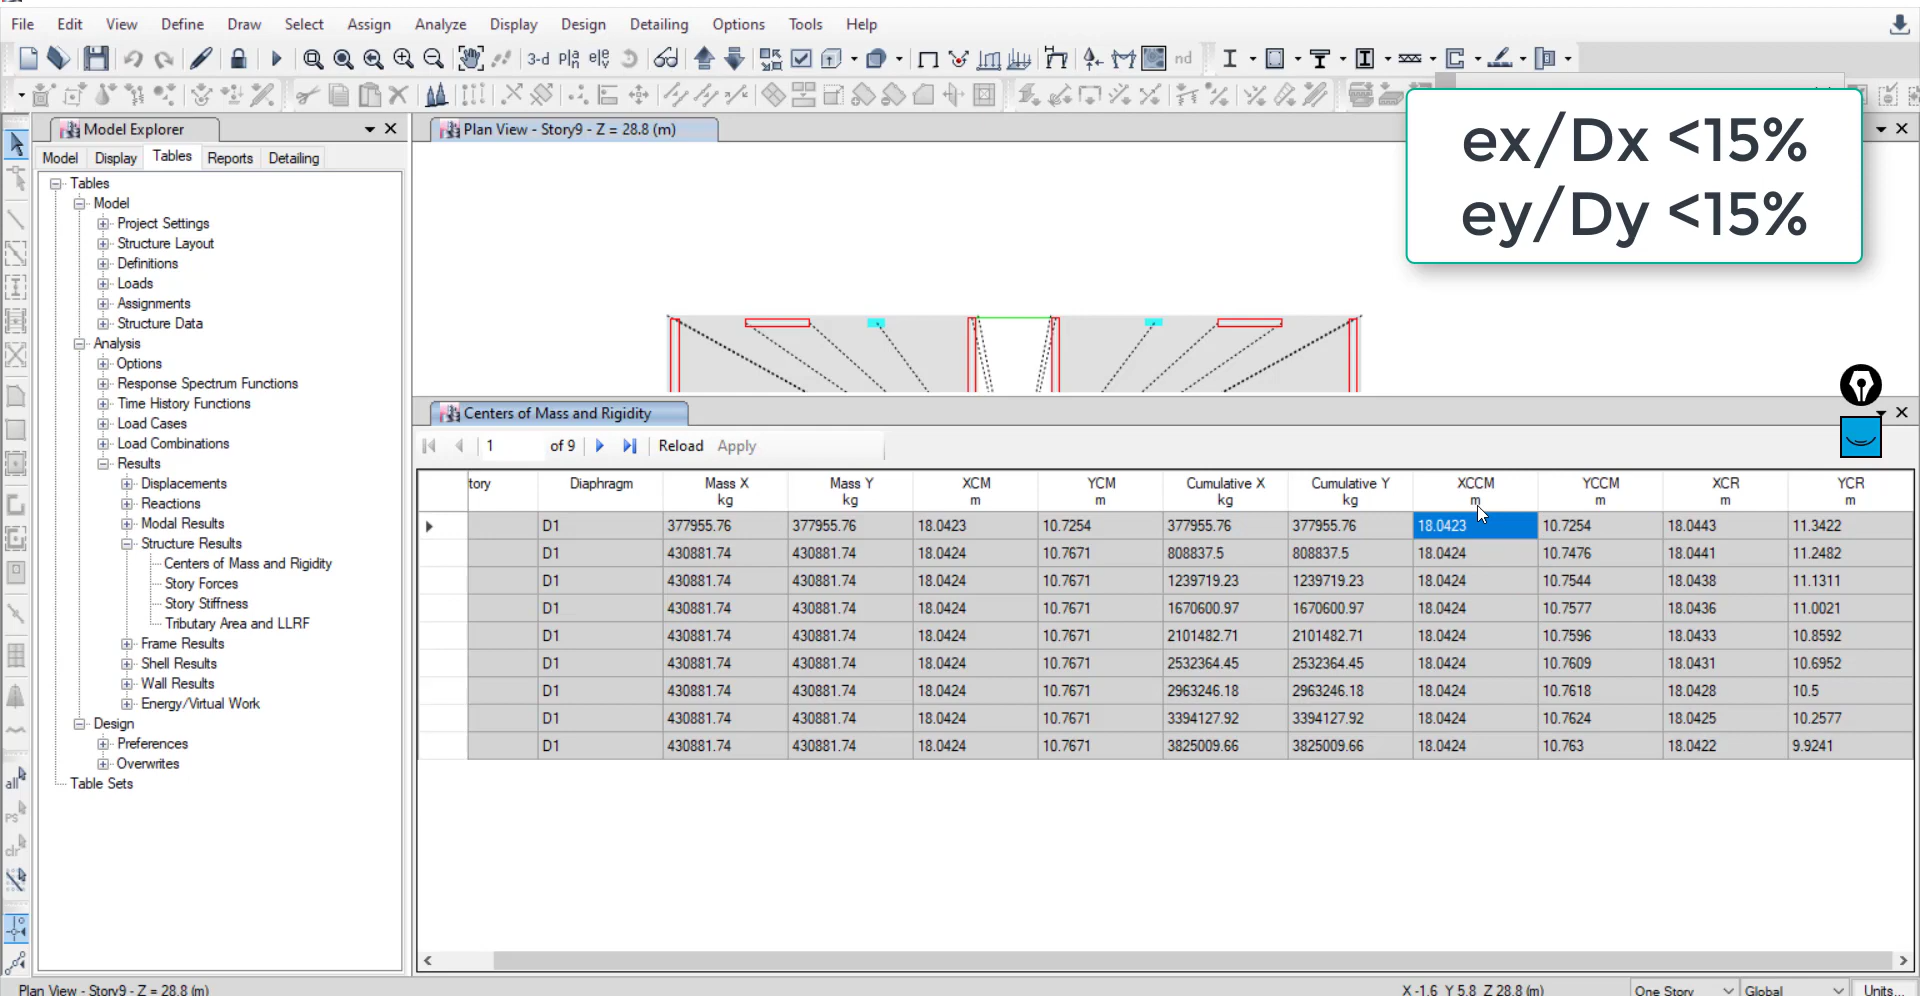 File Edit View Define Draw Select Assign Analyze Display Design Detailing Options Tools Help
3-d pla ele nd
Model Explorer
Model Display Tables Reports Detailing
Tables
Model
Project Settings
Structure Layout
Definitions
Loads
Assignments
Structure Data
Analysis
Options
Response Spectrum Functions
Time History Functions
Load Cases
Load Combinations
Results
Displacements
Reactions
Modal Results
Structure Results
Centers of Mass and Rigidity
Story Forces
Story Stiffness
Tributary Area and LLRF
Frame Results
Shell Results
Wall Results
Energy/Virtual Work
Design
Preferences
Overwrites
Table Sets
all
ps
clr
Plan View - Story9 - Z = 28.8 (m)
ex/Dx <15%
ey/Dy <15%
Centers of Mass and Rigidity
1 of 9 Reload Apply
tory Diaphragm Mass X Mass Y XCM YCM Cumulative X Cumulative Y XCCM YCCM XCR YCR
kg kg m m kg kg m m m m
D1 377955.76 377955.76 18.0423 10.7254 377955.76 377955.76 18.0423 10.7254 18.0443 11.3422
D1 430881.74 430881.74 18.0424 10.7671 808837.5 808837.5 18.0424 10.7476 18.0441 11.2482
D1 430881.74 430881.74 18.0424 10.7671 1239719.23 1239719.23 18.0424 10.7544 18.0438 11.1311
D1 430881.74 430881.74 18.0424 10.7671 1670600.97 1670600.97 18.0424 10.7577 18.0436 11.0021
D1 430881.74 430881.74 18.0424 10.7671 2101482.71 2101482.71 18.0424 10.7596 18.0433 10.8592
D1 430881.74 430881.74 18.0424 10.7671 2532364.45 2532364.45 18.0424 10.7609 18.0431 10.6952
D1 430881.74 430881.74 18.0424 10.7671 2963246.18 2963246.18 18.0424 10.7618 18.0428 10.5
D1 430881.74 430881.74 18.0424 10.7671 3394127.92 3394127.92 18.0424 10.7624 18.0425 10.2577
D1 430881.74 430881.74 18.0424 10.7671 3825009.66 3825009.66 18.0424 10.763 18.0422 9.9241
Plan View - Story9 - Z = 28.8 (m) X -1.6 Y 5.8 Z 28.8 (m) One Story Global Units...